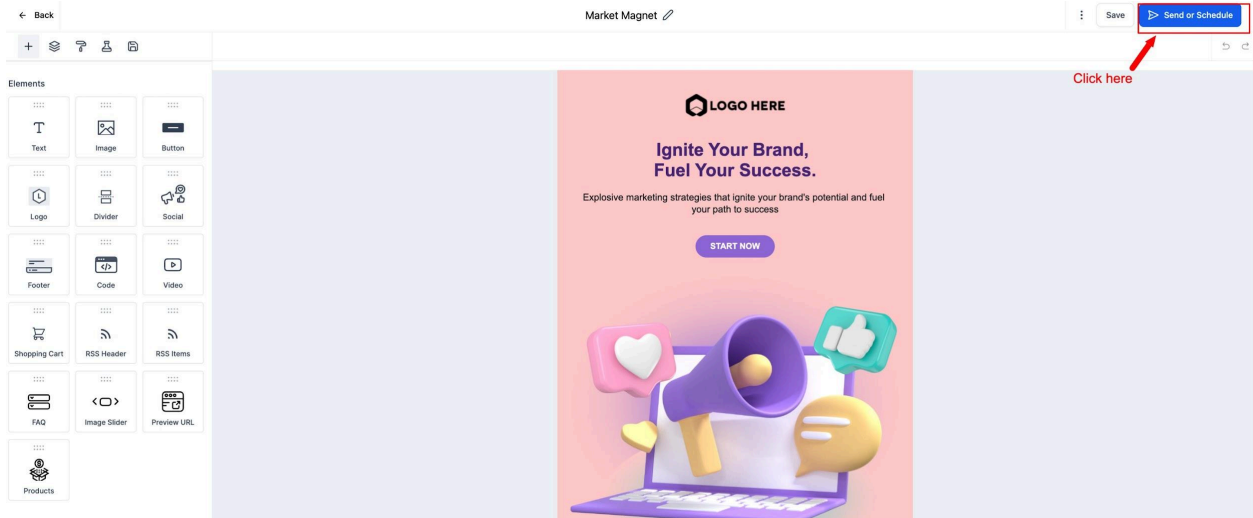 Back
Market Magnet
Save
Send or Schedule
Click here
Elements
Text
Image
Button
Logo
Divider
Social
Footer
Code
Video
Shopping Cart
RSS Header
RSS Items
FAQ
Image Slider
Preview URL
Products
LOGO HERE
Ignite Your Brand,
Fuel Your Success.
Explosive marketing strategies that ignite your brand's potential and fuel
your path to success
START NOW